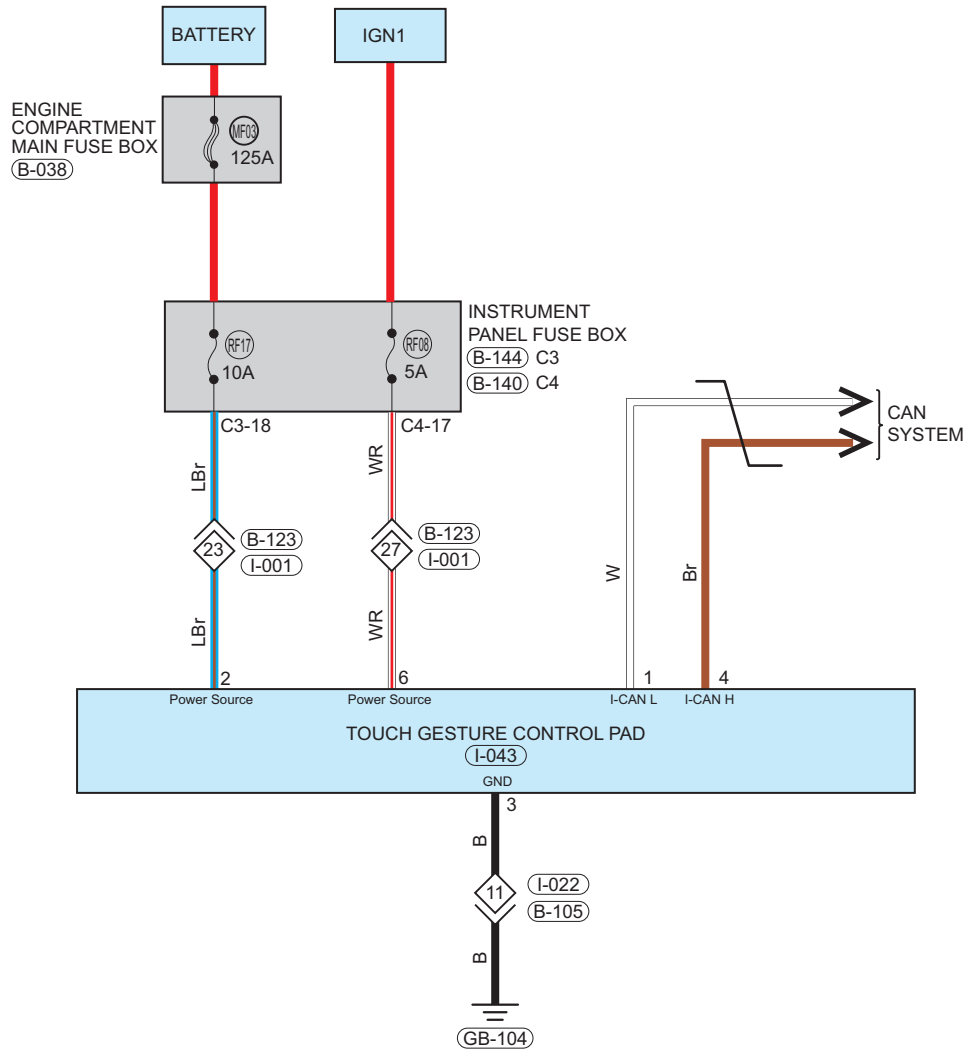 BATTERY
IGN1
ENGINE
COMPARTMENT
MAIN FUSE BOX
B-038
MF03
125A
INSTRUMENT
PANEL FUSE BOX
B-144 C3
B-140 C4
RF17
10A
RF08
5A
C3-18
C4-17
CAN
SYSTEM
LBr
WR
23
B-123
I-001
27
B-123
I-001
LBr
WR
W
Br
2
6
1
4
Power Source
Power Source
I-CAN L
I-CAN H
TOUCH GESTURE CONTROL PAD
I-043
GND
3
B
11
I-022
B-105
B
GB-104